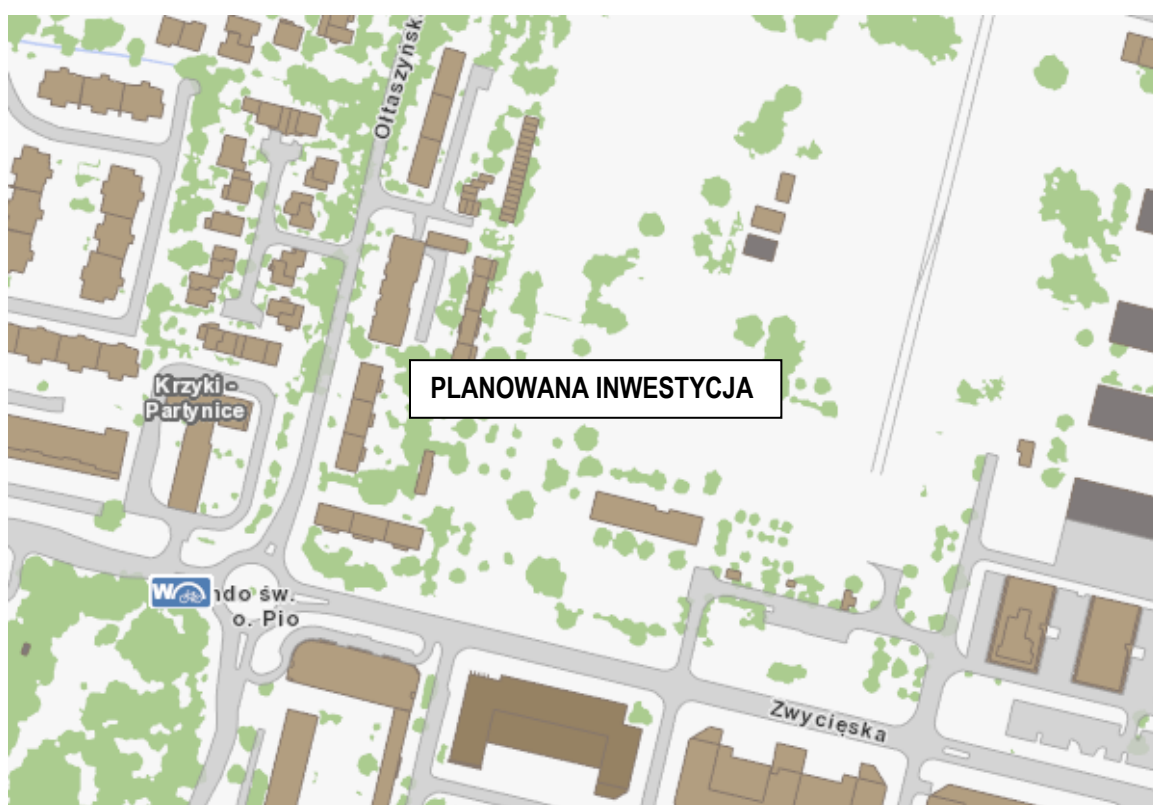 Ołtaszyńska
PLANOWANA INWESTYCJA
Krzyki -
Partynice
W
ndo św.
o. Pio
Zwycięska